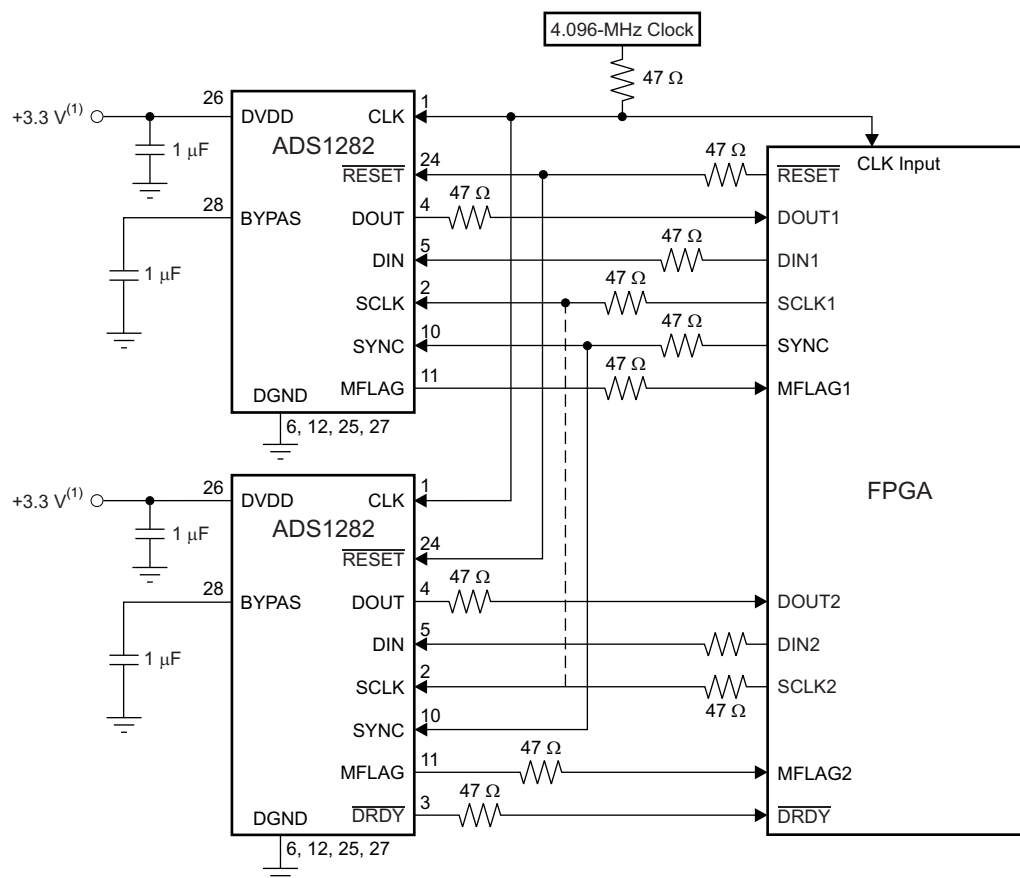 4.096-MHz Clock
47 Ω
+3.3 V(1)
26
DVDD
CLK
1
1 μF
ADS1282
RESET
24
47 Ω
RESET
CLK Input
28
BYPAS
DOUT
4
47 Ω
DOUT1
1 μF
DIN
5
47 Ω
DIN1
SCLK
2
47 Ω
SCLK1
SYNC
10
47 Ω
SYNC
MFLAG
11
47 Ω
MFLAG1
DGND
6, 12, 25, 27
FPGA
+3.3 V(1)
26
DVDD
CLK
1
1 μF
ADS1282
RESET
24
28
BYPAS
DOUT
4
47 Ω
DOUT2
1 μF
DIN
5
DIN2
SCLK
2
47 Ω
SCLK2
SYNC
10
MFLAG
11
47 Ω
MFLAG2
DRDY
3
47 Ω
DRDY
DGND
6, 12, 25, 27